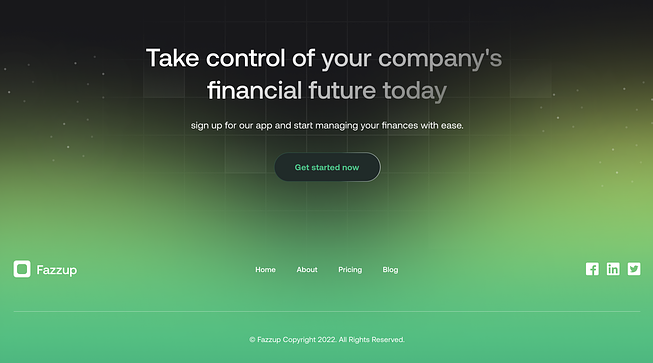 Take control of your company's
financial future today
sign up for our app and start managing your finances with ease.
Get started now
Fazzup
Home About Pricing Blog
© Fazzup Copyright 2022. All Rights Reserved.